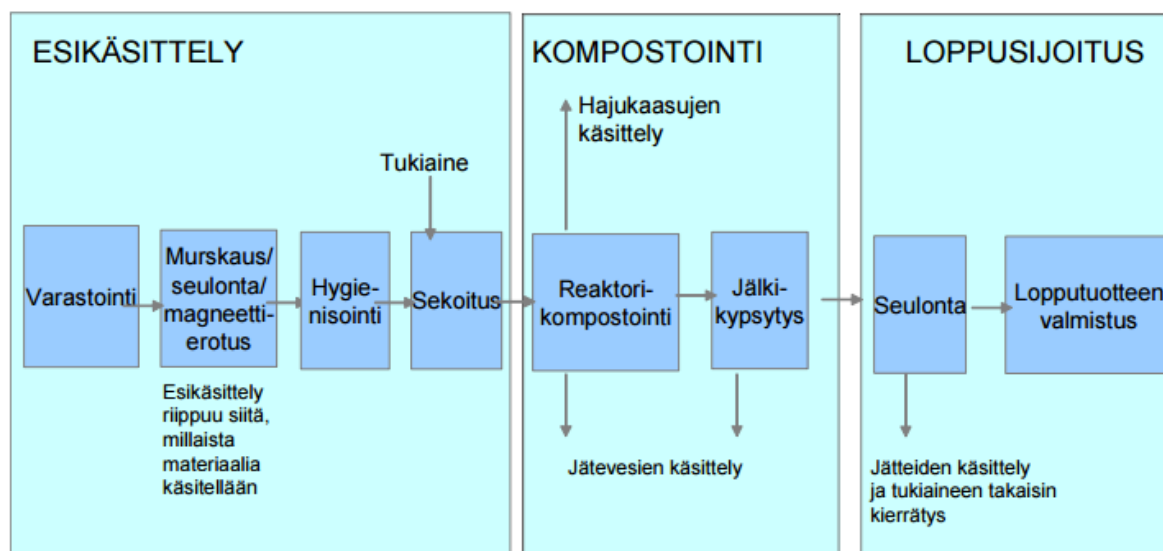 ESIKÄSITTELY
Tukiaine
Varastointi
Murskaus/
seulonta/
magneetti-
erotus
Hygie-
nisointi
Sekoitus
Esikäsittely
riippuu siitä,
millaista
materiaalia
käsitellään
KOMPOSTOINTI
Hajukaasujen
käsittely
Reaktori-
kompostointi
Jälki-
kypsytys
Jätevesien käsittely
LOPPUSIJOITUS
Seulonta
Lopputuotteen
valmistus
Jätteiden käsittely
ja tukiaineen takaisin
kierrätys